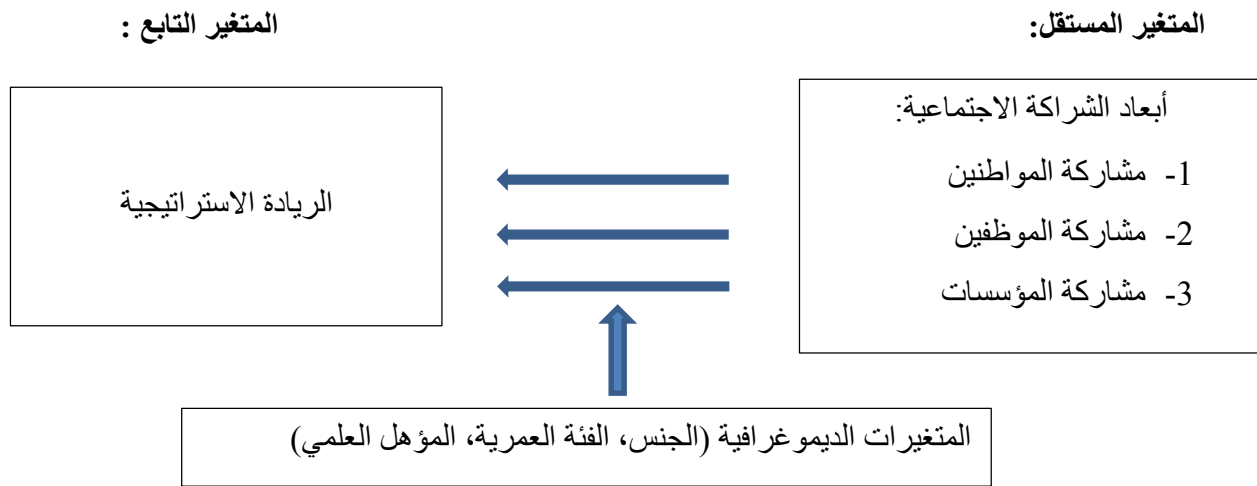 المتغير المستقل:
أبعاد الشراكة الاجتماعية:
1- مشاركة المواطنين
2- مشاركة الموظفين
3- مشاركة المؤسسات
المتغير التابع :
الريادة الاستراتيجية
المتغيرات الديموغرافية (الجنس، الفئة العمرية، المؤهل العلمي)